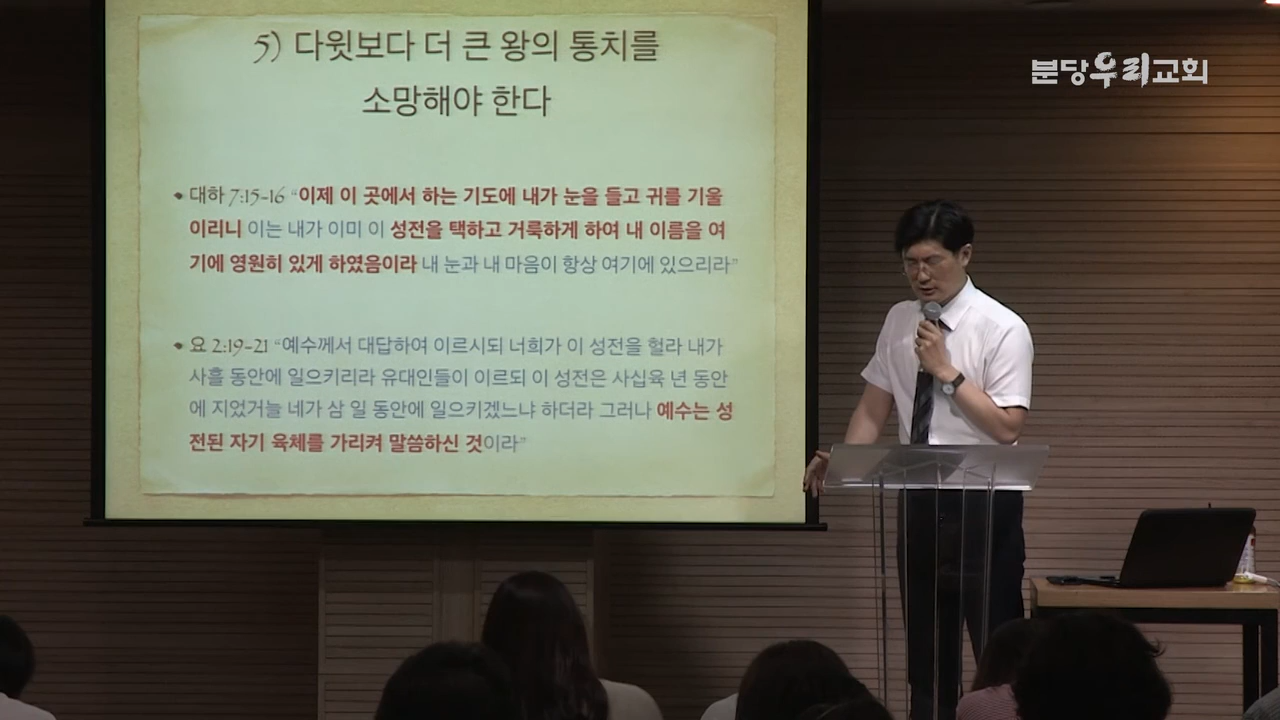 5) 다윗보다 더 큰 왕의 통치를
소망해야 한다
분당우리교회
• 대하 7:15-16 “이제 이 곳에서 하는 기도에 내가 눈을 들고 귀를 기울
이리니 이는 내가 이미 이 성전을 택하고 거룩하게 하여 내 이름을 여
기에 영원히 있게 하였음이라 내 눈과 내 마음이 항상 여기에 있으리라”
• 요 2:19-21 “예수께서 대답하여 이르시되 너희가 이 성전을 헐라 내가
사흘 동안에 일으키리라 유대인들이 이르되 이 성전은 사십육 년 동안
에 지었거늘 네가 삼 일 동안에 일으키겠느냐 하더라 그러나 예수는 성
전된 자기 육체를 가리켜 말씀하신 것이라”